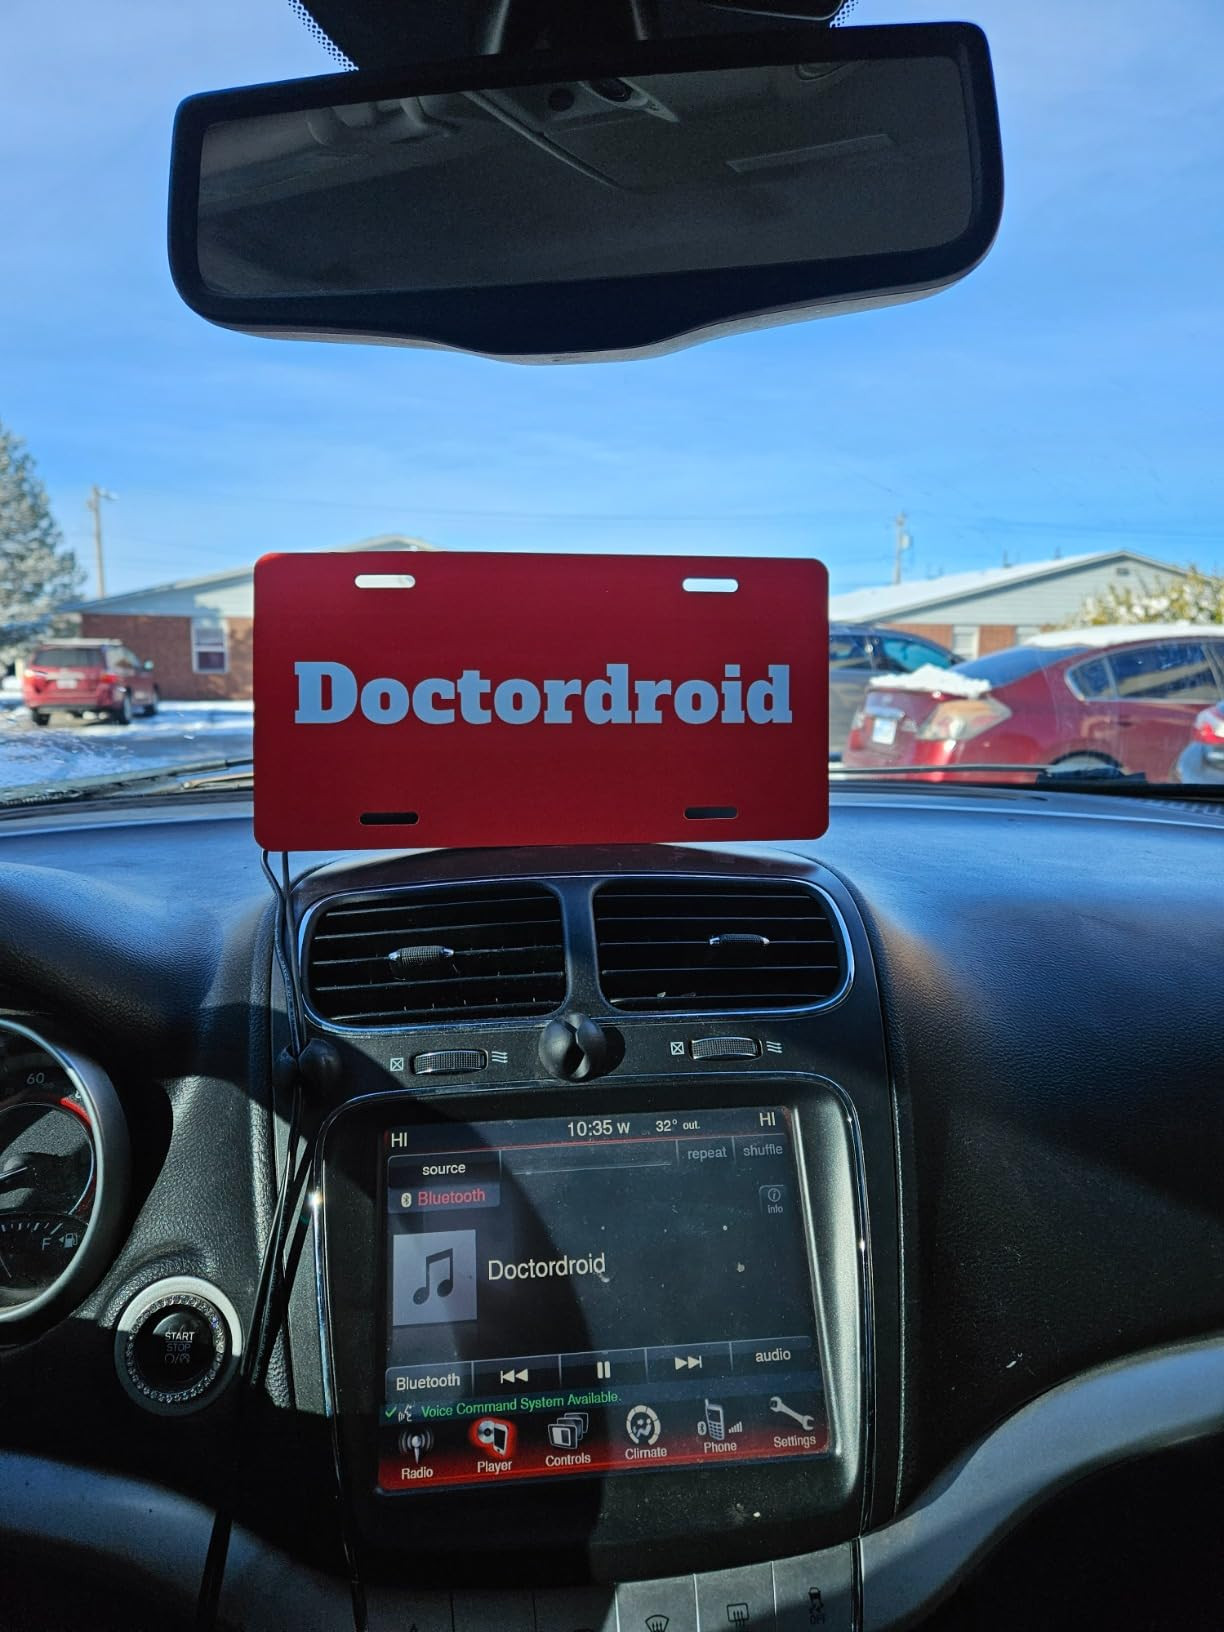 Doctordroid
60
F
HI
10:35 W
32° out.
HI
source
repeat
shuffle
Bluetooth
info
Doctordroid
START
STOP
Bluetooth
audio
Voice Command System Available.
Radio
Player
Controls
Climate
Phone
Settings
OFF